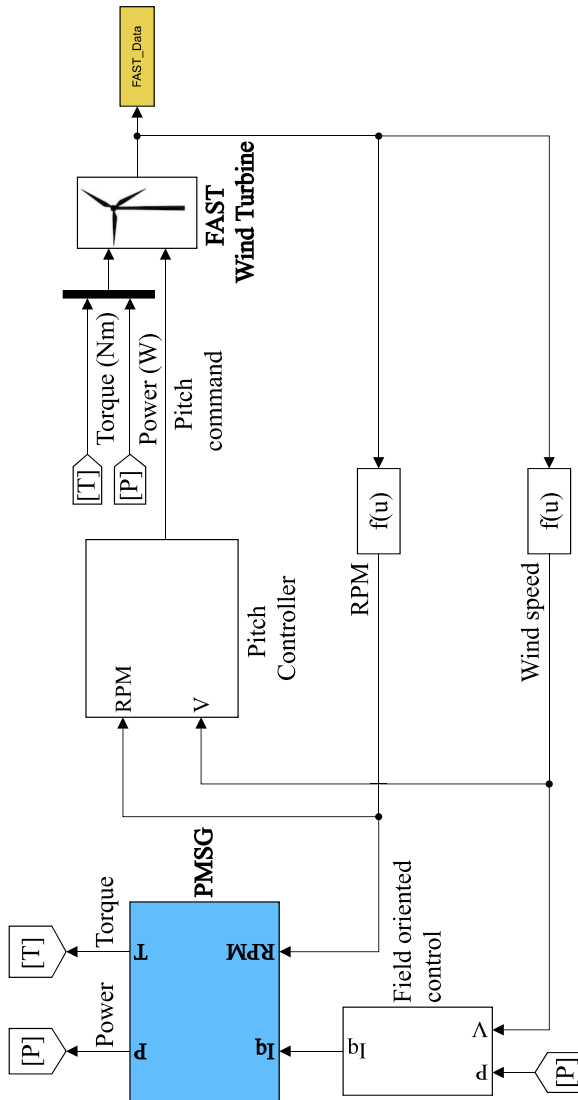 [P]
[T]
Power
Torque
PMSG
P
T
Iq
RPM
Field oriented
control
Iq
P
V
[P]
RPM
V
Pitch
Controller
[T]
[P]
Torque (Nm)
Power (W)
Pitch
command
FAST
Wind Turbine
FAST_Data
RPM
f(u)
Wind speed
f(u)